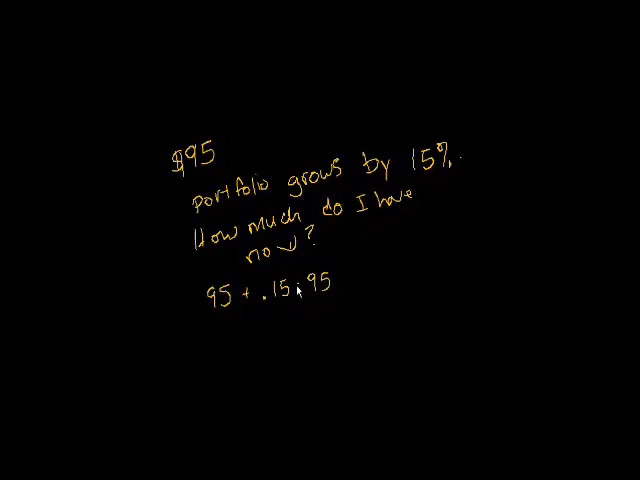 $95
Portfolio grows by 15%.
How much do I have
now?
95 + .15 · 95